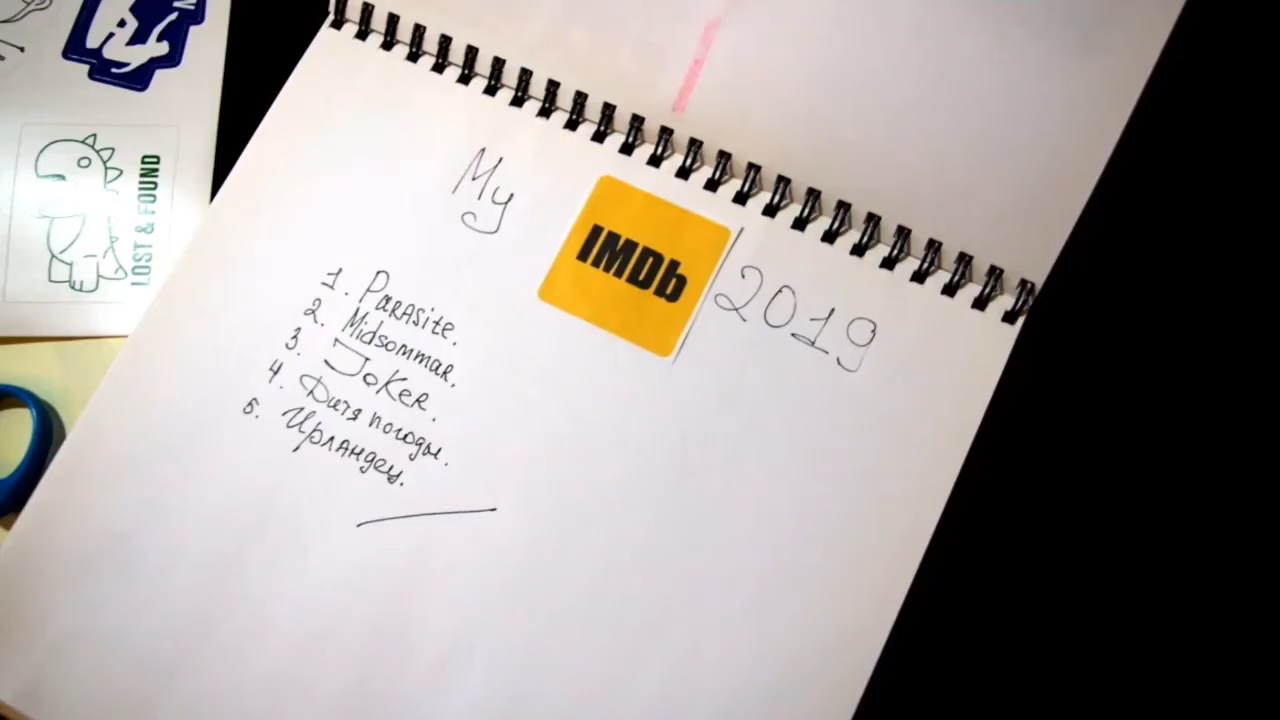 My IMDb 2019
1. Parasite.
2. Midsommar.
3. Joker.
4. Дитя погоды.
5. Ирландец.
LOST & FOUND